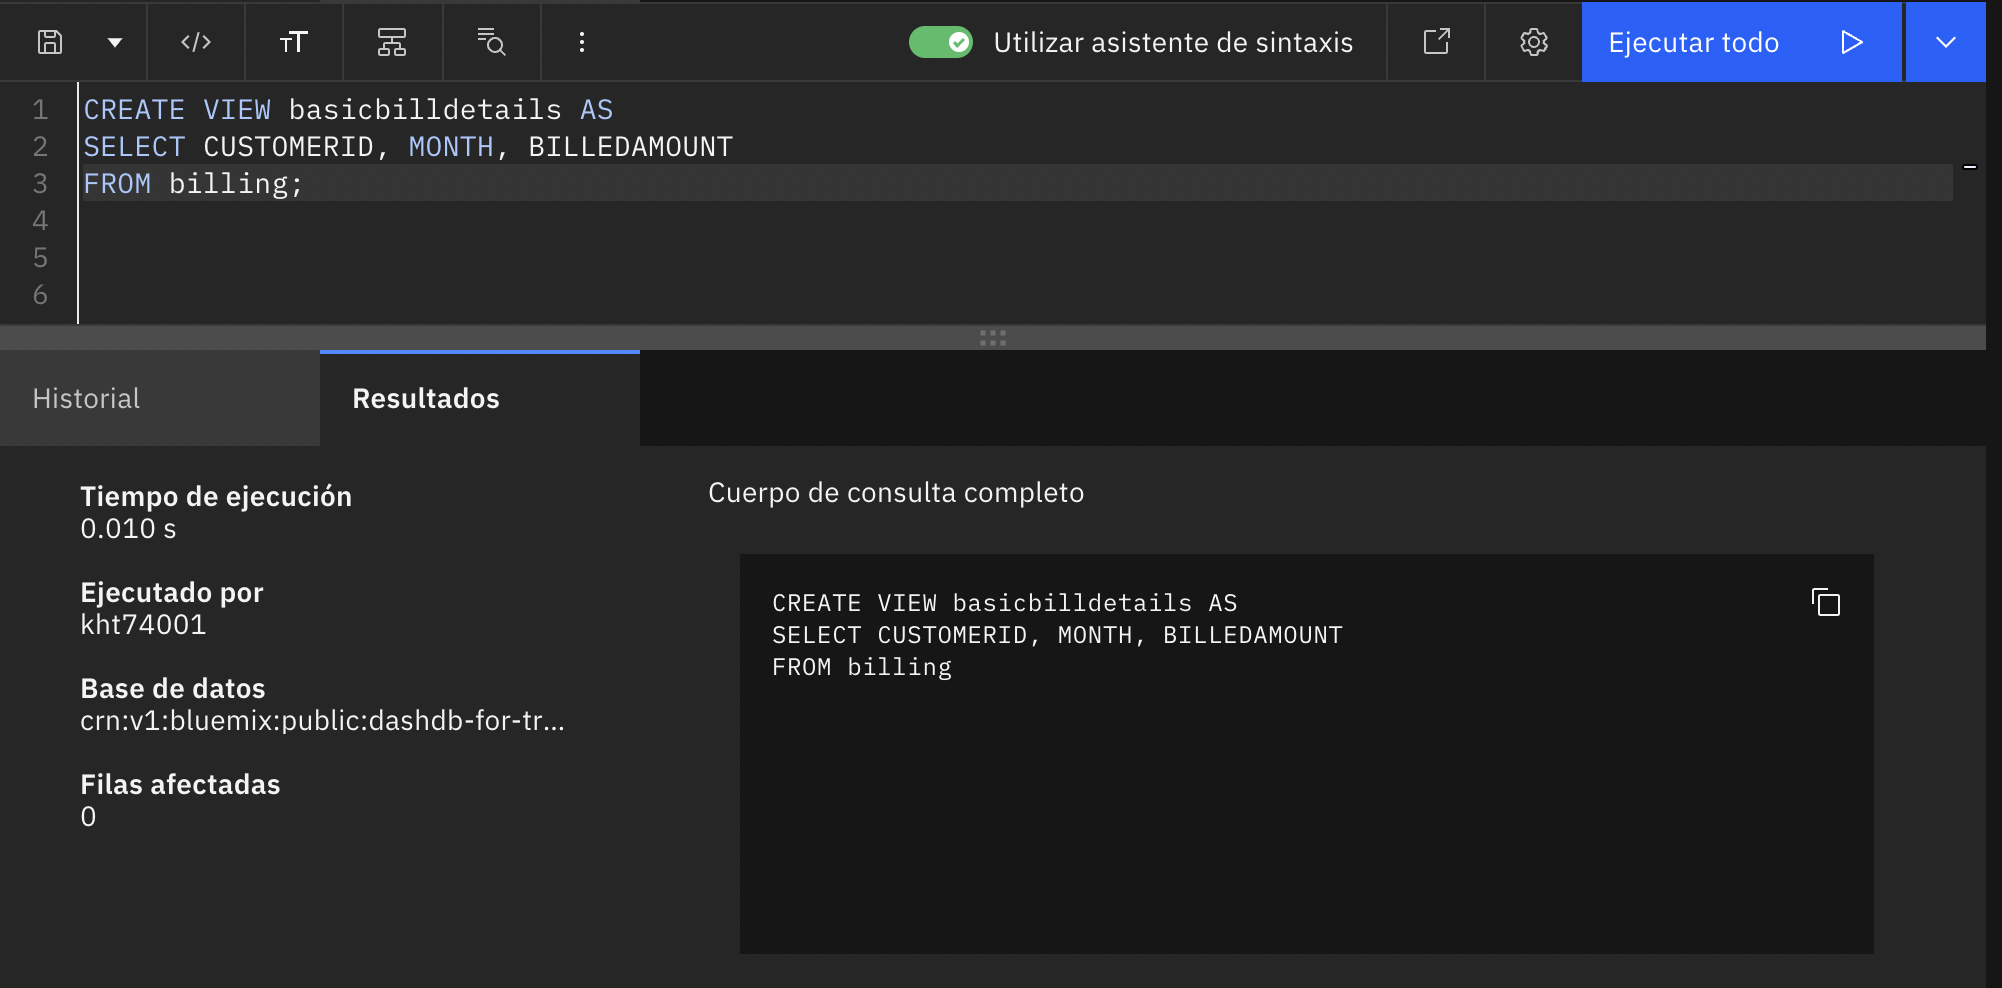 </> TT Utilizar asistente de sintaxis Ejecutar todo
1 CREATE VIEW basicbilldetails AS
2 SELECT CUSTOMERID, MONTH, BILLEDAMOUNT
3 FROM billing;
4
5
6
Historial Resultados
Tiempo de ejecución
0.010 s
Ejecutado por
kht74001
Base de datos
crn:v1:bluemix:public:dashdb-for-tr...
Filas afectadas
0
Cuerpo de consulta completo
CREATE VIEW basicbilldetails AS
SELECT CUSTOMERID, MONTH, BILLEDAMOUNT
FROM billing